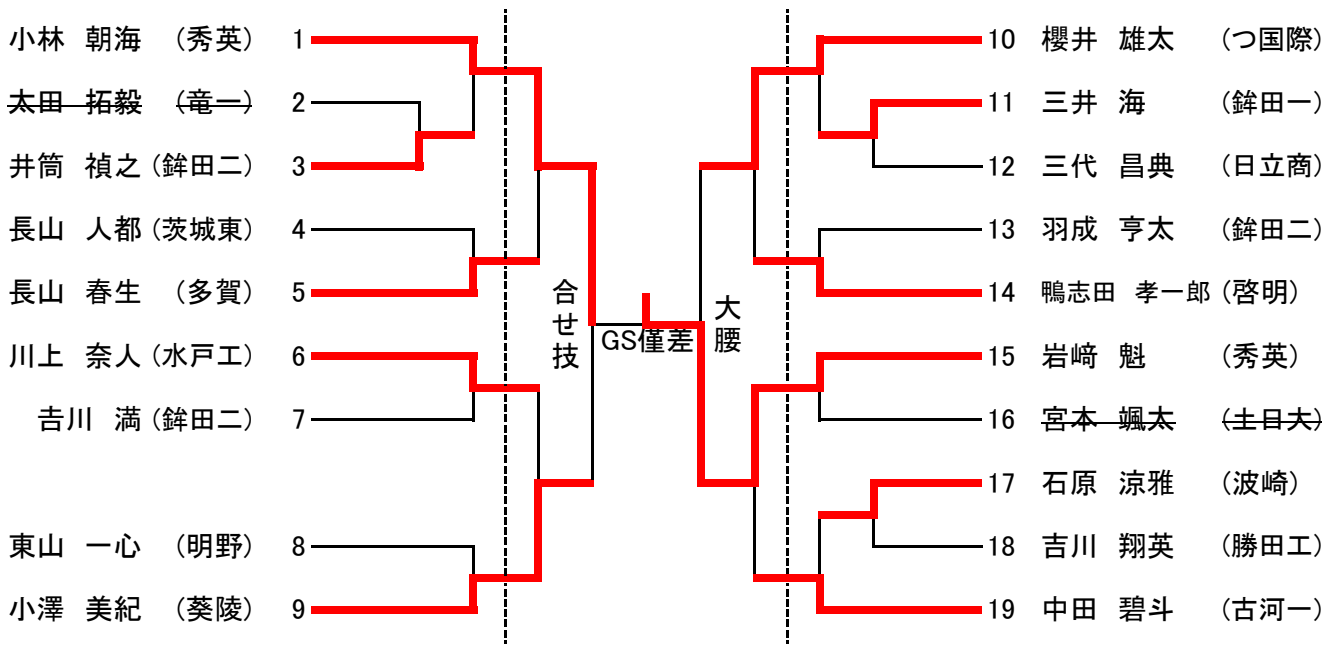 小林 朝海 (秀英) 1
太田 拓毅 (竜一) 2
井筒 禎之 (鉾田二) 3
長山 人都 (茨城東) 4
長山 春生 (多賀) 5
川上 奈人 (水戸工) 6
𠮷川 満 (鉾田二) 7
東山 一心 (明野) 8
小澤 美紀 (葵陵) 9
合せ技
GS僅差
大腰
10 櫻井 雄太 (つ国際)
11 三井 海 (鉾田一)
12 三代 昌典 (日立商)
13 羽成 亨太 (鉾田二)
14 鴨志田 孝一郎 (啓明)
15 岩﨑 魁 (秀英)
16 宮本 颯太 (土日大)
17 石原 涼雅 (波崎)
18 吉川 翔英 (勝田工)
19 中田 碧斗 (古河一)